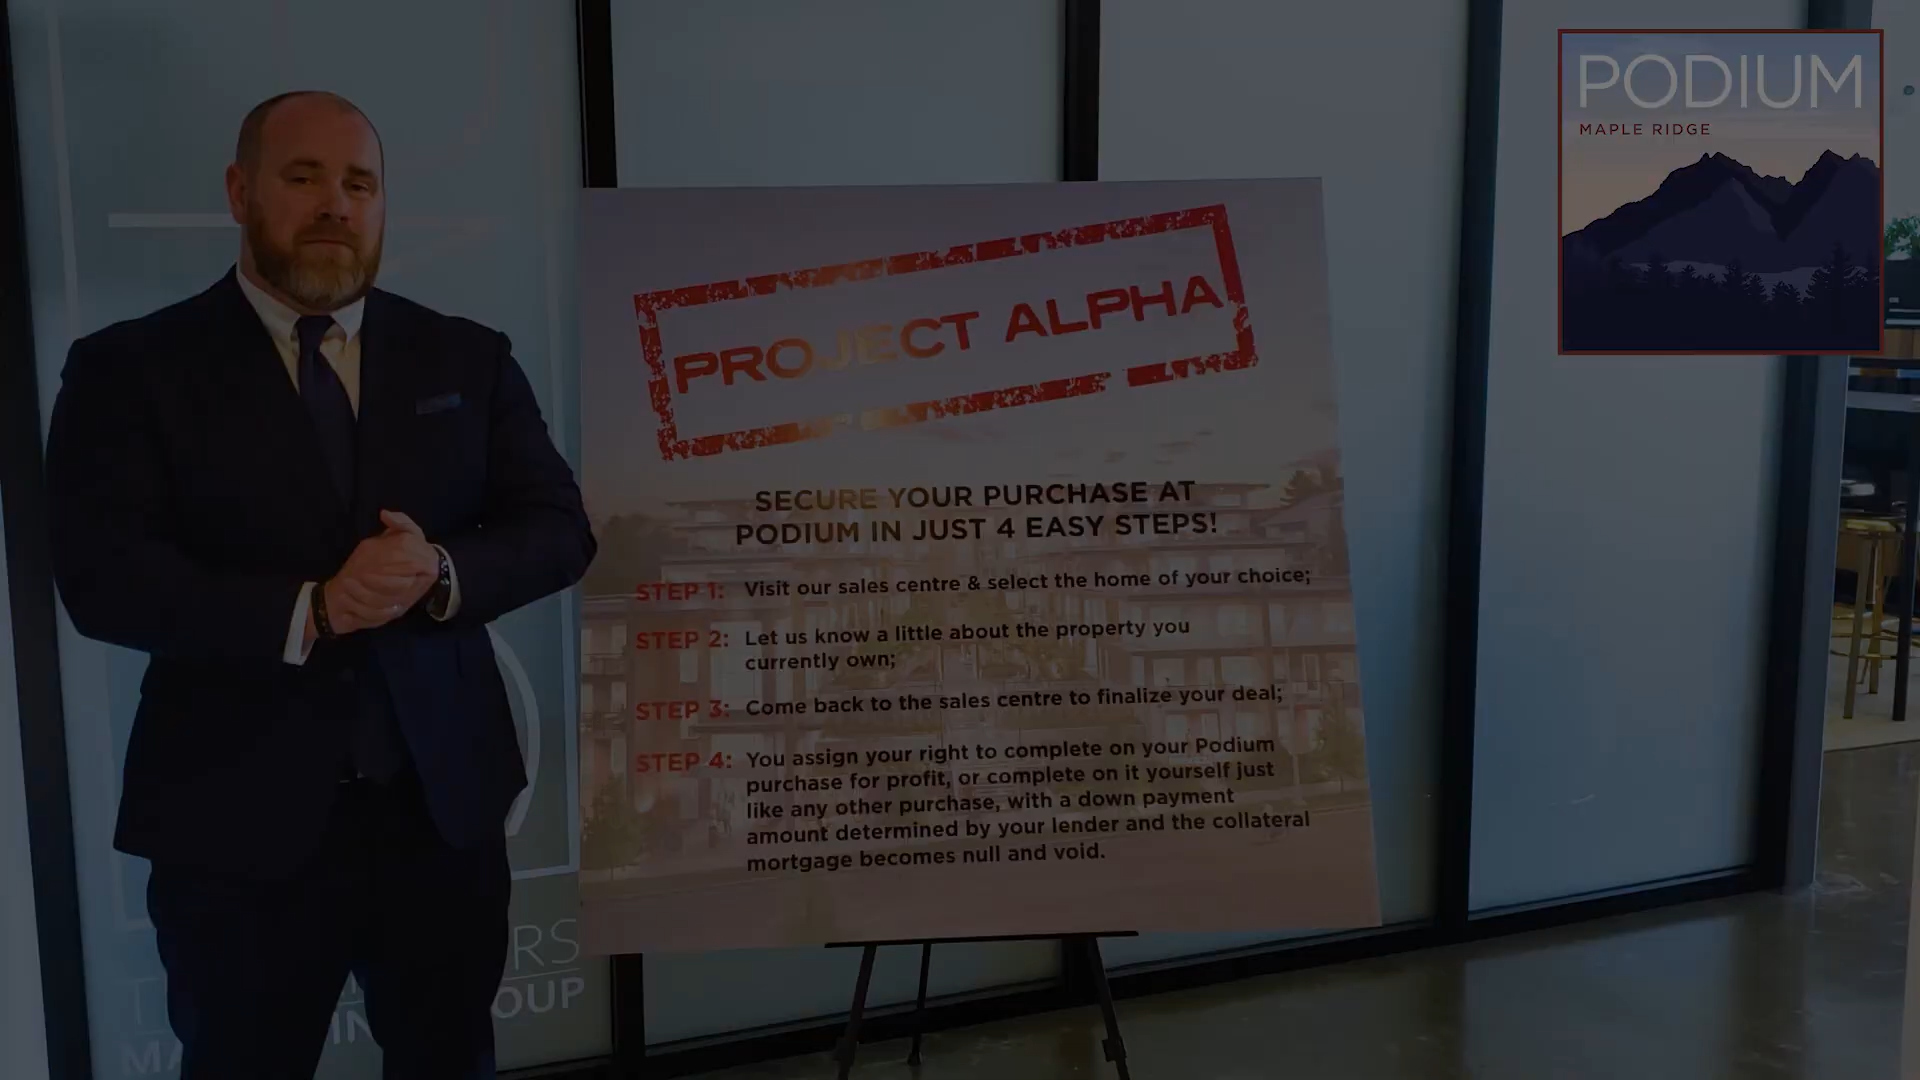 PODIUM
MAPLE RIDGE
PROJECT ALPHA
SECURE YOUR PURCHASE AT
PODIUM IN JUST 4 EASY STEPS!
STEP 1: Visit our sales centre & select the home of your choice;
STEP 2: Let us know a little about the property you
currently own;
STEP 3: Come back to the sales centre to finalize your deal;
STEP 4: You assign your right to complete on your Podium
purchase for profit, or complete on it yourself just
like any other purchase, with a down payment
amount determined by your lender and the collateral
mortgage becomes null and void.